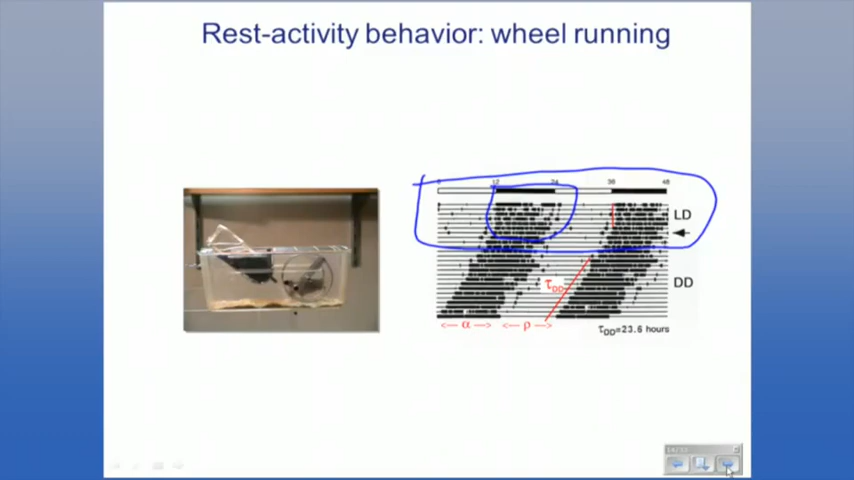 Rest-activity behavior: wheel running
12 24 36 48
LD
DD
τDD
<— α —> <— ρ —>
τDD=23.6 hours